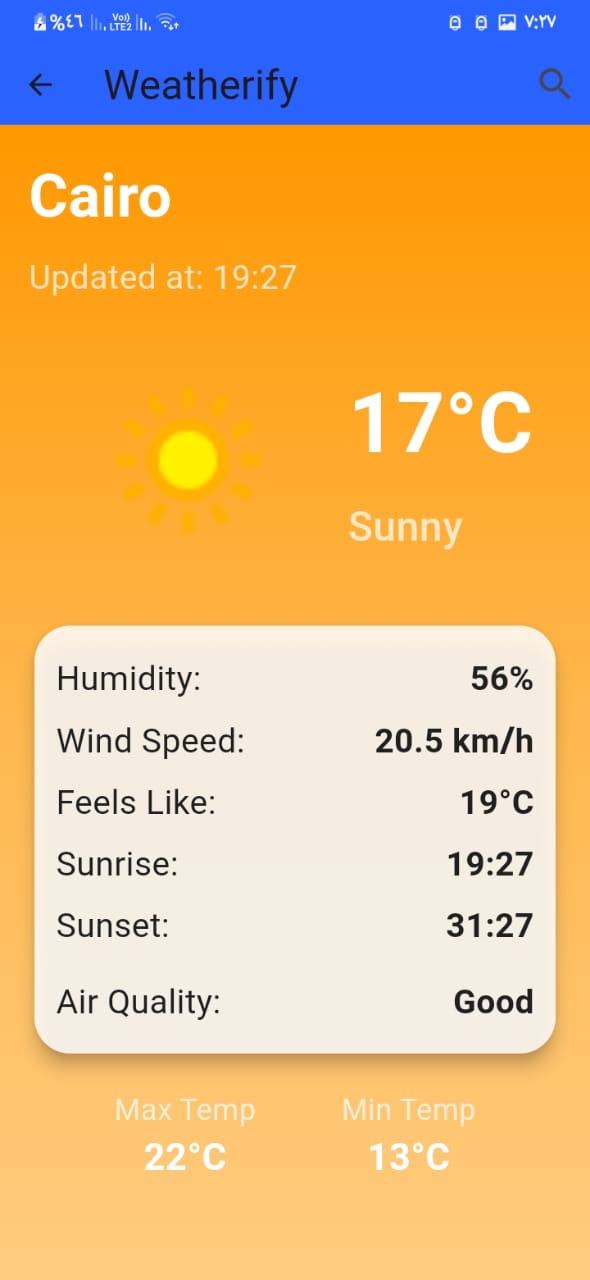 %٤٦ Vo) LTE2 ٧:٢٧
Weatherify
Cairo
Updated at: 19:27
17°C
Sunny
Humidity: 56%
Wind Speed: 20.5 km/h
Feels Like: 19°C
Sunrise: 19:27
Sunset: 31:27
Air Quality: Good
Max Temp Min Temp
22°C 13°C